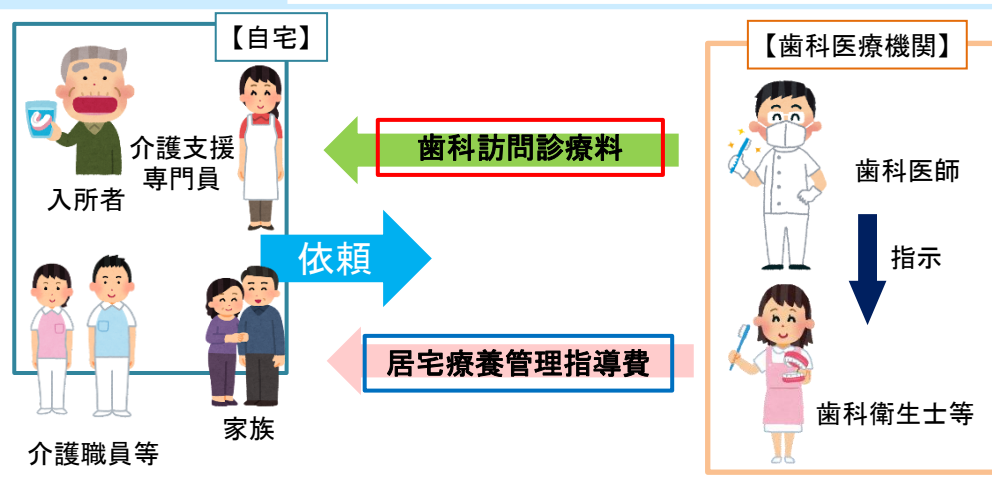 【自宅】
【歯科医療機関】
介護支援
専門員
入所者
歯科訪問診療料
歯科医師
依頼
指示
居宅療養管理指導費
家族
介護職員等
歯科衛生士等